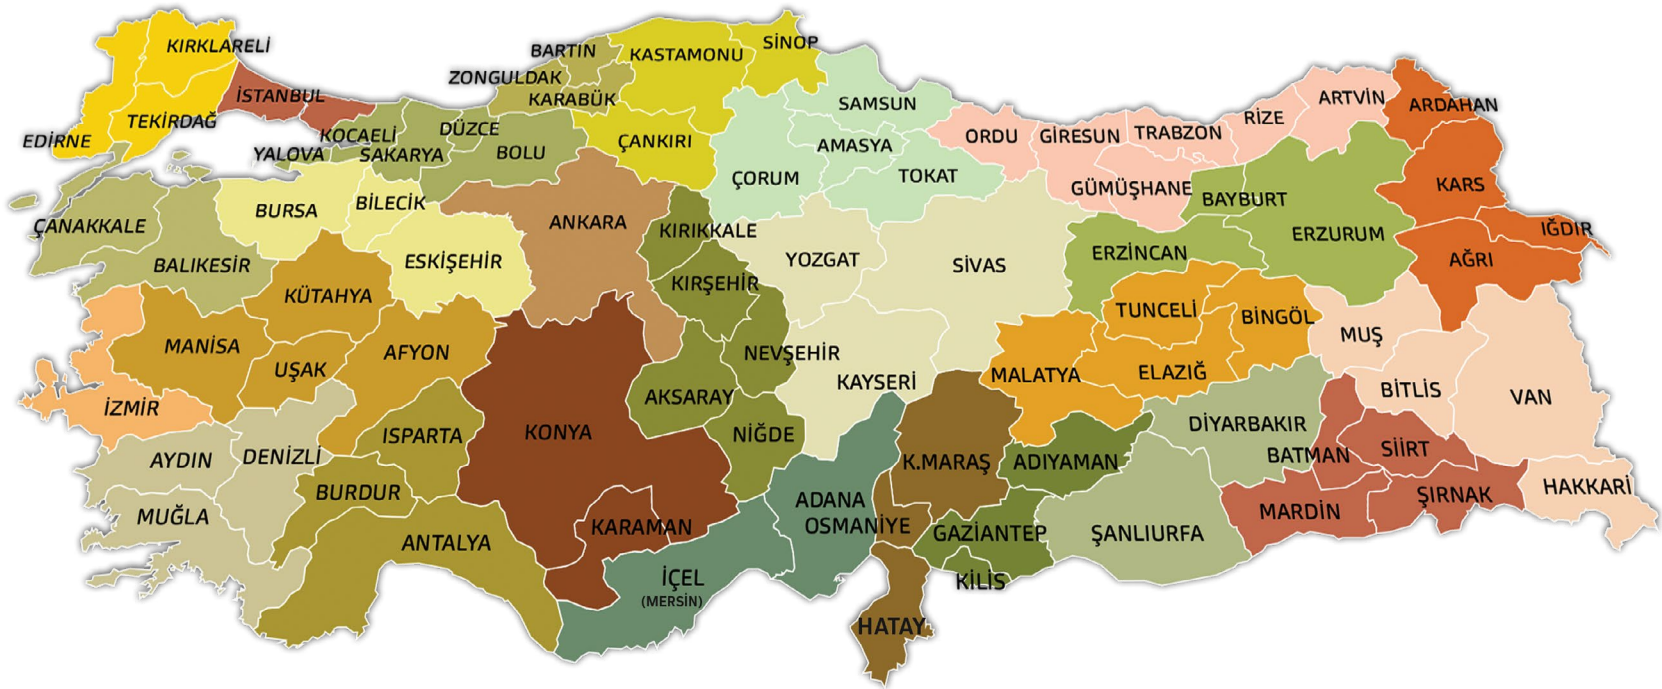 KIRKLARELİ
EDİRNE
TEKİRDAĞ
İSTANBUL
KOCAELİ
YALOVA
SAKARYA
DÜZCE
BOLU
ZONGULDAK
BARTIN
KARABÜK
KASTAMONU
SİNOP
ÇANKIRI
SAMSUN
AMASYA
ÇORUM
TOKAT
ORDU
GİRESUN
TRABZON
RİZE
ARTVİN
ARDAHAN
GÜMÜŞHANE
BAYBURT
KARS
IĞDIR
AĞRI
ERZURUM
ERZİNCAN
ÇANAKKALE
BALIKESİR
BURSA
BİLECİK
ESKİŞEHİR
ANKARA
KIRIKKALE
KIRŞEHİR
YOZGAT
SİVAS
KÜTAHYA
MANİSA
UŞAK
AFYON
İZMİR
NEVŞEHİR
AKSARAY
NİĞDE
KAYSERİ
TUNCELİ
BİNGÖL
MALATYA
ELAZIĞ
MUŞ
BİTLİS
VAN
AYDIN
DENİZLİ
ISPARTA
BURDUR
MUĞLA
ANTALYA
KONYA
KARAMAN
İÇEL
(MERSİN)
ADANA
OSMANİYE
K.MARAŞ
ADIYAMAN
GAZİANTEP
KİLİS
HATAY
ŞANLIURFA
DİYARBAKIR
BATMAN
SİİRT
MARDİN
ŞIRNAK
HAKKARİ